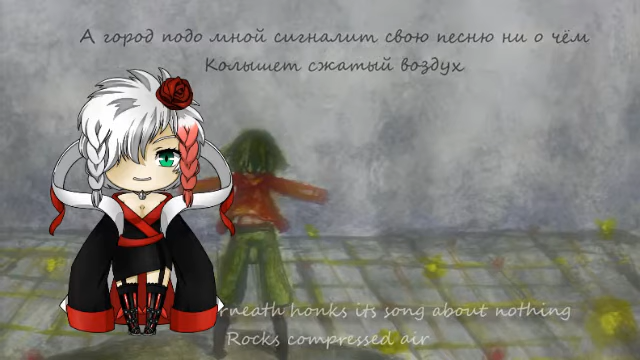 А город подо мной сигналит свою песню ни о чём
Колышет сжатый воздух
honks its song about nothing
Rocks compressed air